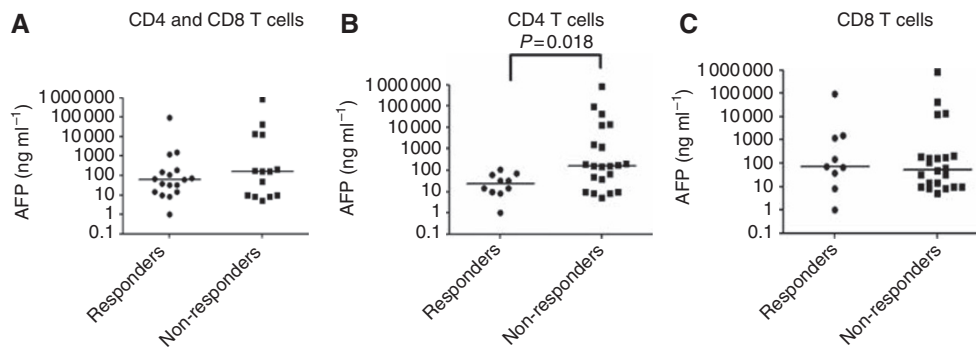 A
CD4 and CD8 T cells
AFP (ng ml⁻¹)
1 000 000
100 000
10 000
1000
100
10
1
0.1
Responders
Non-responders
B
CD4 T cells
P=0.018
AFP (ng ml⁻¹)
1 000 000
100 000
10 000
1000
100
10
1
0.1
Responders
Non-responders
C
CD8 T cells
AFP (ng ml⁻¹)
1 000 000
100 000
10 000
1000
100
10
1
0.1
Responders
Non-responders